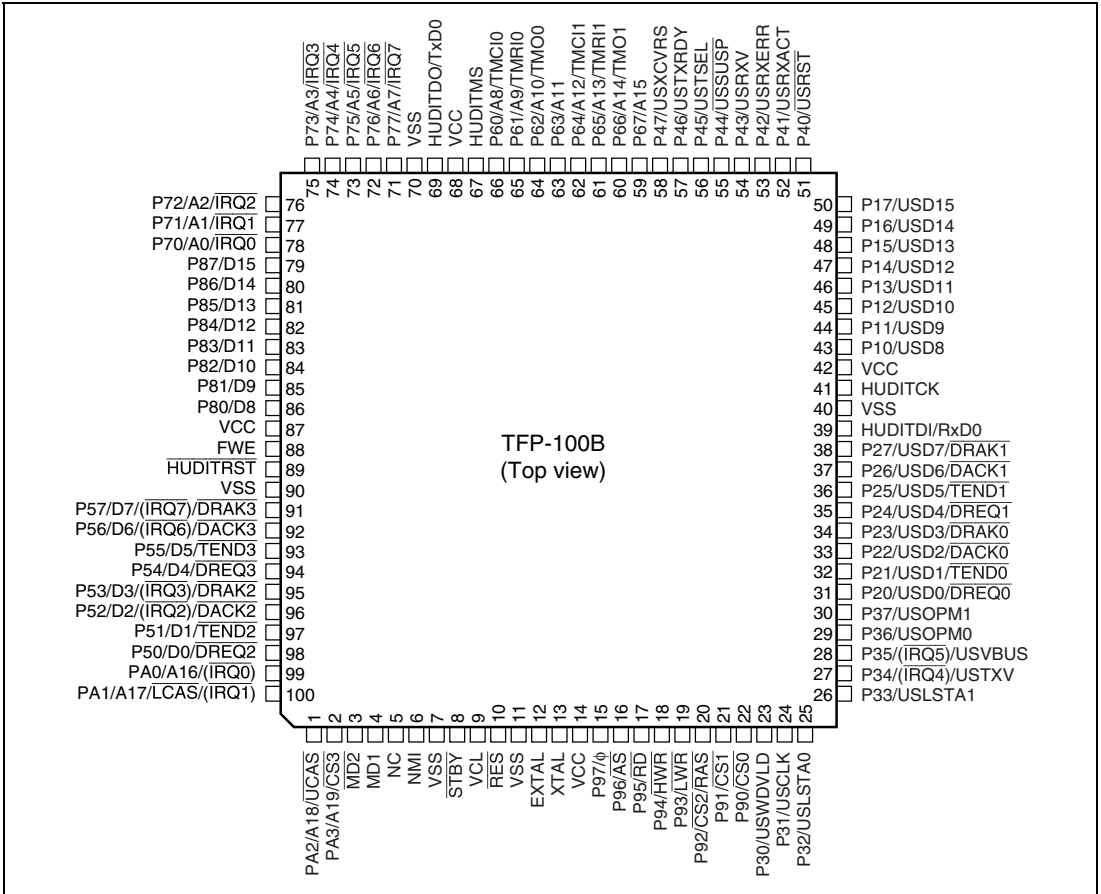 P73/A3/IRQ3
P74/A4/IRQ4
P75/A5/IRQ5
P76/A6/IRQ6
P77/A7/IRQ7
VSS
HUDITDO/TxD0
VCC
HUDITMS
P60/A8/TMCI0
P61/A9/TMRI0
P62/A10/TMO0
P63/A11
P64/A12/TMCI1
P65/A13/TMRI1
P66/A14/TMO1
P67/A15
P47/USXCVRS
P46/USTXRDY
P45/USTSEL
P44/USSUSP
P43/USRXV
P42/USRXERR
P41/USRXACT
P40/USRST
75 74 73 72 71 70 69 68 67 66 65 64 63 62 61 60 59 58 57 56 55 54 53 52 51
P72/A2/IRQ2 76
P71/A1/IRQ1 77
P70/A0/IRQ0 78
P87/D15 79
P86/D14 80
P85/D13 81
P84/D12 82
P83/D11 83
P82/D10 84
P81/D9 85
P80/D8 86
VCC 87
FWE 88
HUDITRST 89
VSS 90
P57/D7/(IRQ7)/DRAK3 91
P56/D6/(IRQ6)/DACK3 92
P55/D5/TEND3 93
P54/D4/DREQ3 94
P53/D3/(IRQ3)/DRAK2 95
P52/D2/(IRQ2)/DACK2 96
P51/D1/TEND2 97
P50/D0/DREQ2 98
PA0/A16/(IRQ0) 99
PA1/A17/LCAS/(IRQ1) 100
TFP-100B
(Top view)
50 P17/USD15
49 P16/USD14
48 P15/USD13
47 P14/USD12
46 P13/USD11
45 P12/USD10
44 P11/USD9
43 P10/USD8
42 VCC
41 HUDITCK
40 VSS
39 HUDITDI/RxD0
38 P27/USD7/DRAK1
37 P26/USD6/DACK1
36 P25/USD5/TEND1
35 P24/USD4/DREQ1
34 P23/USD3/DRAK0
33 P22/USD2/DACK0
32 P21/USD1/TEND0
31 P20/USD0/DREQ0
30 P37/USOPM1
29 P36/USOPM0
28 P35/(IRQ5)/USVBUS
27 P34/(IRQ4)/USTXV
26 P33/USLSTA1
1 2 3 4 5 6 7 8 9 10 11 12 13 14 15 16 17 18 19 20 21 22 23 24 25
PA2/A18/UCAS
PA3/A19/CS3
MD2
MD1
NC
NMI
VSS
STBY
VCL
RES
VSS
EXTAL
XTAL
VCC
P97/ϕ
P96/AS
P95/RD
P94/HWR
P93/LWR
P92/CS2/RAS
P91/CS1
P90/CS0
P30/USWDVLD
P31/USCLK
P32/USLSTA0